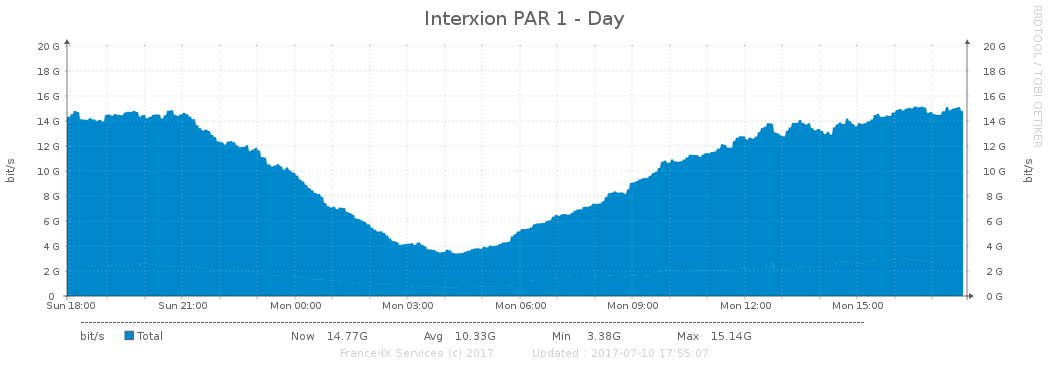 Interxion PAR 1 - Day
RRDTOOL / TOBI OETIKER
bit/s
20 G 20 G
18 G 18 G
16 G 16 G
14 G 14 G
12 G 12 G
10 G 10 G
8 G 8 G
6 G 6 G
4 G 4 G
2 G 2 G
0 0 G
bit/s
Sun 18:00 Sun 21:00 Mon 00:00 Mon 03:00 Mon 06:00 Mon 09:00 Mon 12:00 Mon 15:00
bit/s Total Now 14.77G Avg 10.33G Min 3.38G Max 15.14G
France-IX Services (c) 2017 Updated : 2017-07-10 17:55:07